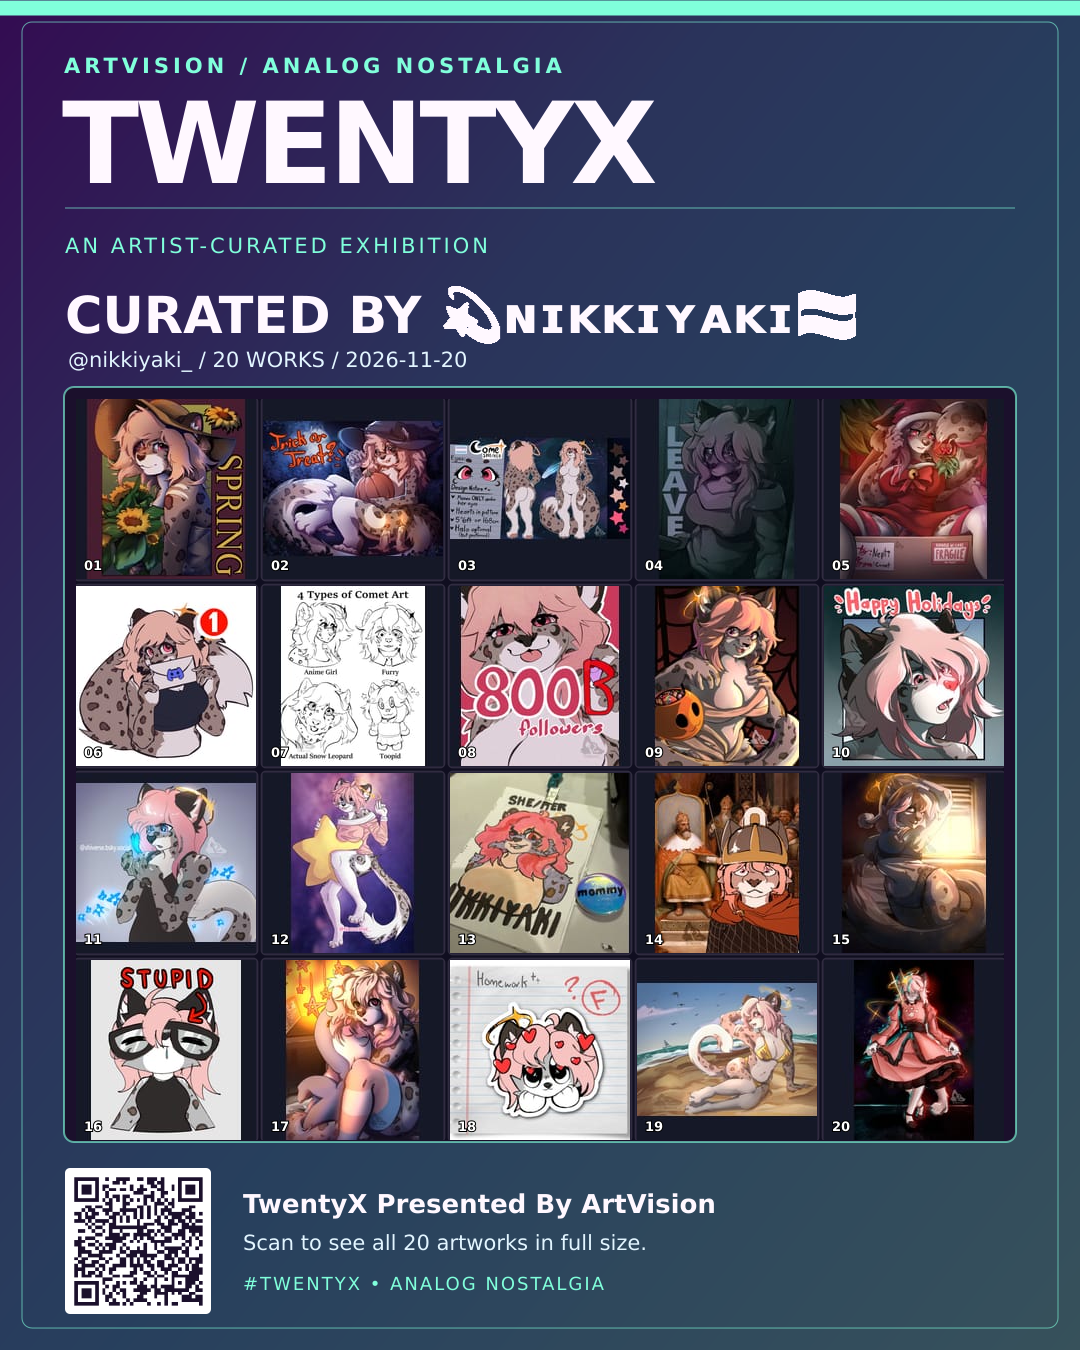 ARTVISION / ANALOG NOSTALGIA
TWENTYX
AN ARTIST-CURATED EXHIBITION
CURATED BY 💫ɴɪᴋᴋɪʏᴀᴋɪ
@nikkiyaki_ / 20 WORKS / 2026-11-20
SPRING
01
Trick or
Treat?!
02
Comet
03
LEAVE
04
FRAGILE
05
1
06
4 Types of Comet Art
Anime Girl
Furry
Actual Snow Leopard
Toopid
07
800
followers
08
09
Happy Holidays
10
11
12
SHE/HER
NIKKIYAKI
mommy
13
14
15
STUPID
16
17
Homework
? F
18
19
20
TwentyX Presented By ArtVision
Scan to see all 20 artworks in full size.
#TWENTYX • ANALOG NOSTALGIA